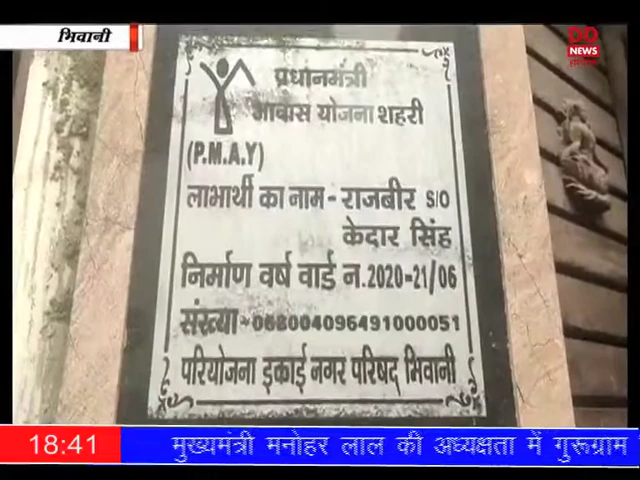 भिवानी
DD
NEWS
हरियाणा
प्रधानमंत्री
आवास योजना शहरी
(P.M.A.Y)
लाभार्थी का नाम - राजबीर S/O
केदार सिंह
निर्माण वर्ष वार्ड न.2020-21/06
संख्या-068004096491000051
परियोजना इकाई नगर परिषद् भिवानी
18:41 मुख्यमंत्री मनोहर लाल की अध्यक्षता में गुरूग्राम